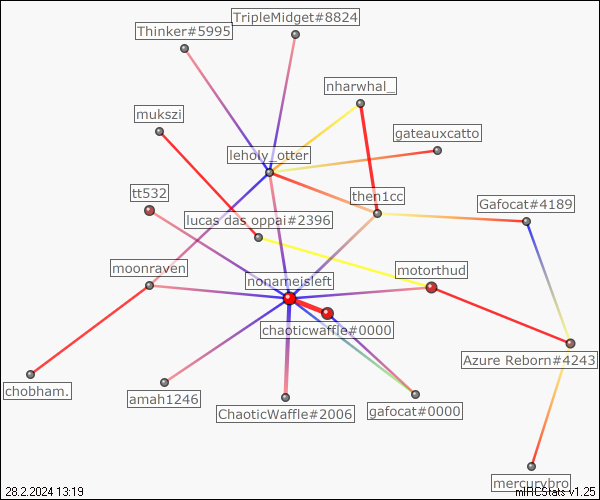 TripleMidget#8824
Thinker#5995
nharwhal_
mukszi
gateauxcatto
leholy_otter
tt532
then1cc
Gafocat#4189
lucas das oppai#2396
moonraven
motorthud
nonameisleft
chaoticwaffle#0000
Azure Reborn#4243
chobham.
amah1246
ChaoticWaffle#2006
gafocat#0000
mercurybro
28.2.2024 13:19
mIRCStats v1.25